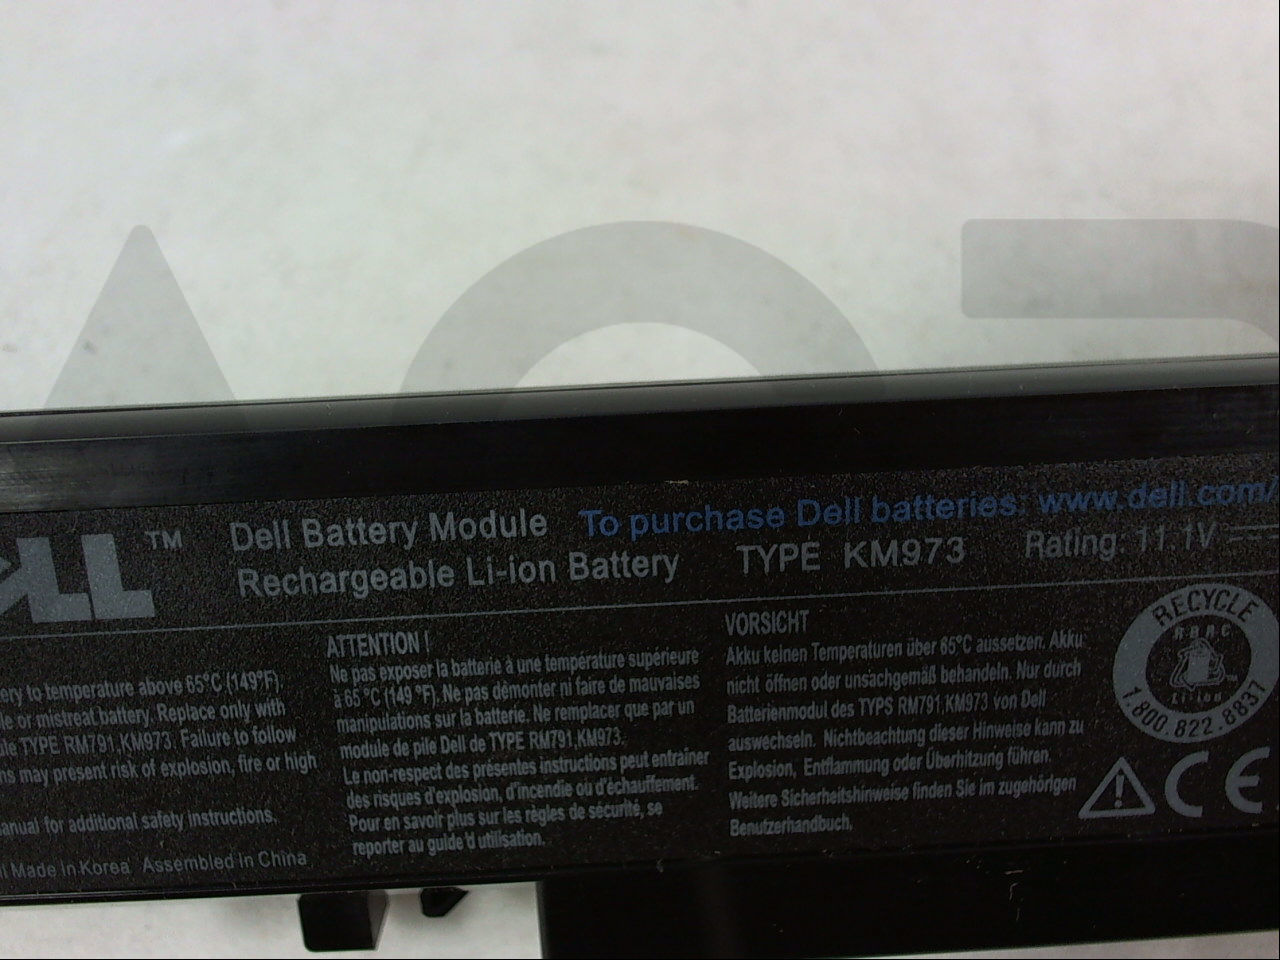 ™
Dell Battery Module
To purchase Dell batteries: www.dell.com/
Rechargeable Li-ion Battery
TYPE KM973
Rating: 11.1V
to temperature above 65°C (149°F)
or mistreat battery. Replace only with
TYPE RM791,KM973. Failure to follow
may present risk of explosion, fire or high
for additional safety instructions.
Made In Korea Assembled In China
ATTENTION !
Ne pas exposer la batterie à une température supérieure
à 65 °C (149 °F). Ne pas démonter ni faire de mauvaises
manipulations sur la batterie. Ne remplacer que par un
module de pile Dell de TYPE RM791,KM973.
Le non-respect des présentes instructions peut entraîner
des risques d'explosion, d'incendie ou d'échauffement.
Pour en savoir plus sur les règles de sécurité, se
reporter au guide d'utilisation.
VORSICHT
Akku keinen Temperaturen über 65°C aussetzen. Akku
nicht öffnen oder unsachgemäß behandeln. Nur durch
Batterienmodul des TYPS RM791,KM973 von Dell
auswechseln. Nichtbeachtung dieser Hinweise kann zu
Explosion, Entflammung oder Überhitzung führen.
Weitere Sicherheitshinweise finden Sie im zugehörigen
Benutzerhandbuch.
RECYCLE
RBRC
Li-ion
1.800.822.8837
CE